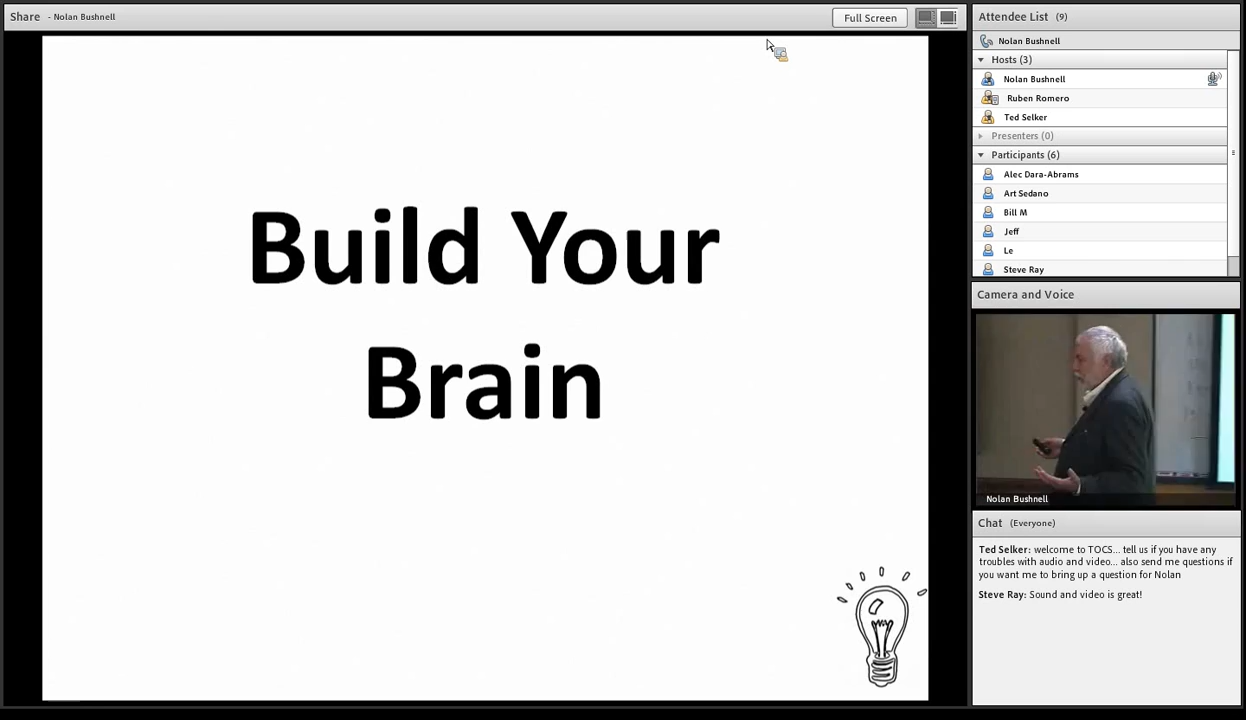 Share - Nolan Bushnell
Full Screen
Build Your
Brain
Attendee List (9)
Nolan Bushnell
Hosts (3)
Nolan Bushnell
Ruben Romero
Ted Selker
Presenters (0)
Participants (6)
Alec Dara-Abrams
Art Sedano
Bill M
Jeff
Le
Steve Ray
Camera and Voice
Nolan Bushnell
Chat (Everyone)
Ted Selker: welcome to TOCS... tell us if you have any
troubles with audio and video... also send me questions if
you want me to bring up a question for Nolan
Steve Ray: Sound and video is great!